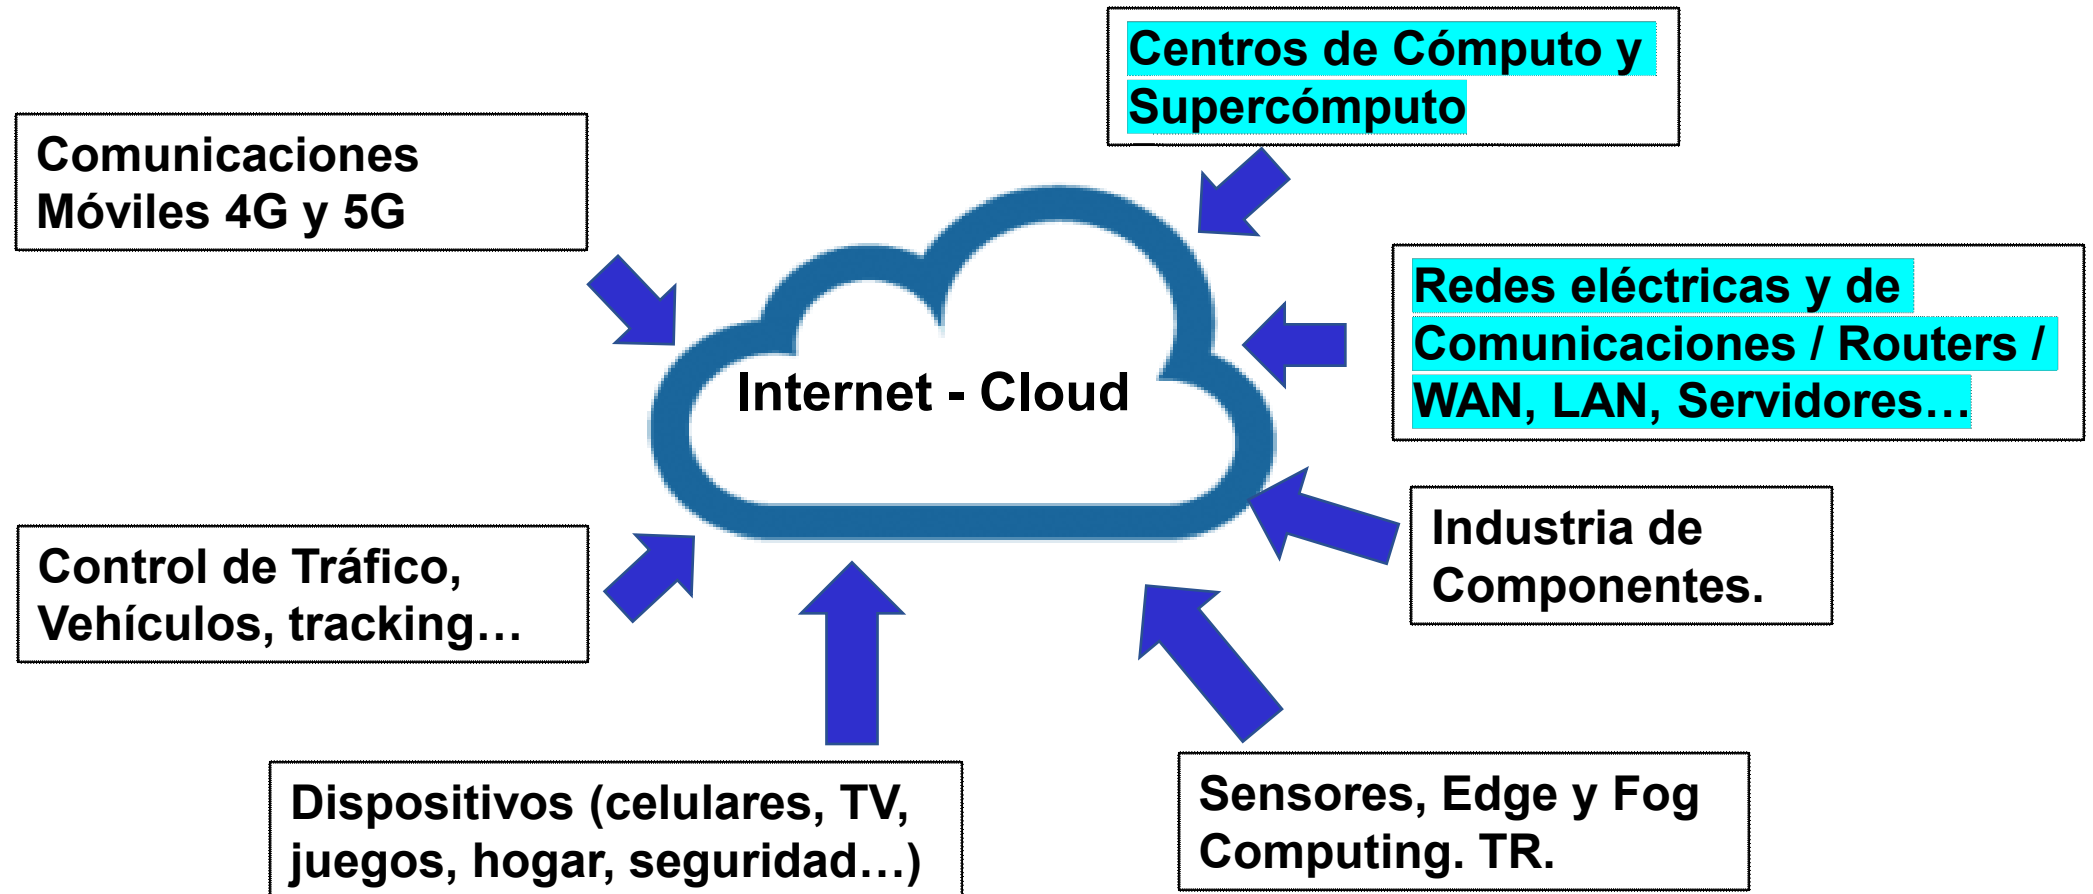 Centros de Cómputo y
Supercómputo
Comunicaciones
Móviles 4G y 5G
Redes eléctricas y de
Comunicaciones / Routers /
WAN, LAN, Servidores…
Internet - Cloud
Industria de
Componentes.
Control de Tráfico,
Vehículos, tracking…
Dispositivos (celulares, TV,
juegos, hogar, seguridad…)
Sensores, Edge y Fog
Computing. TR.